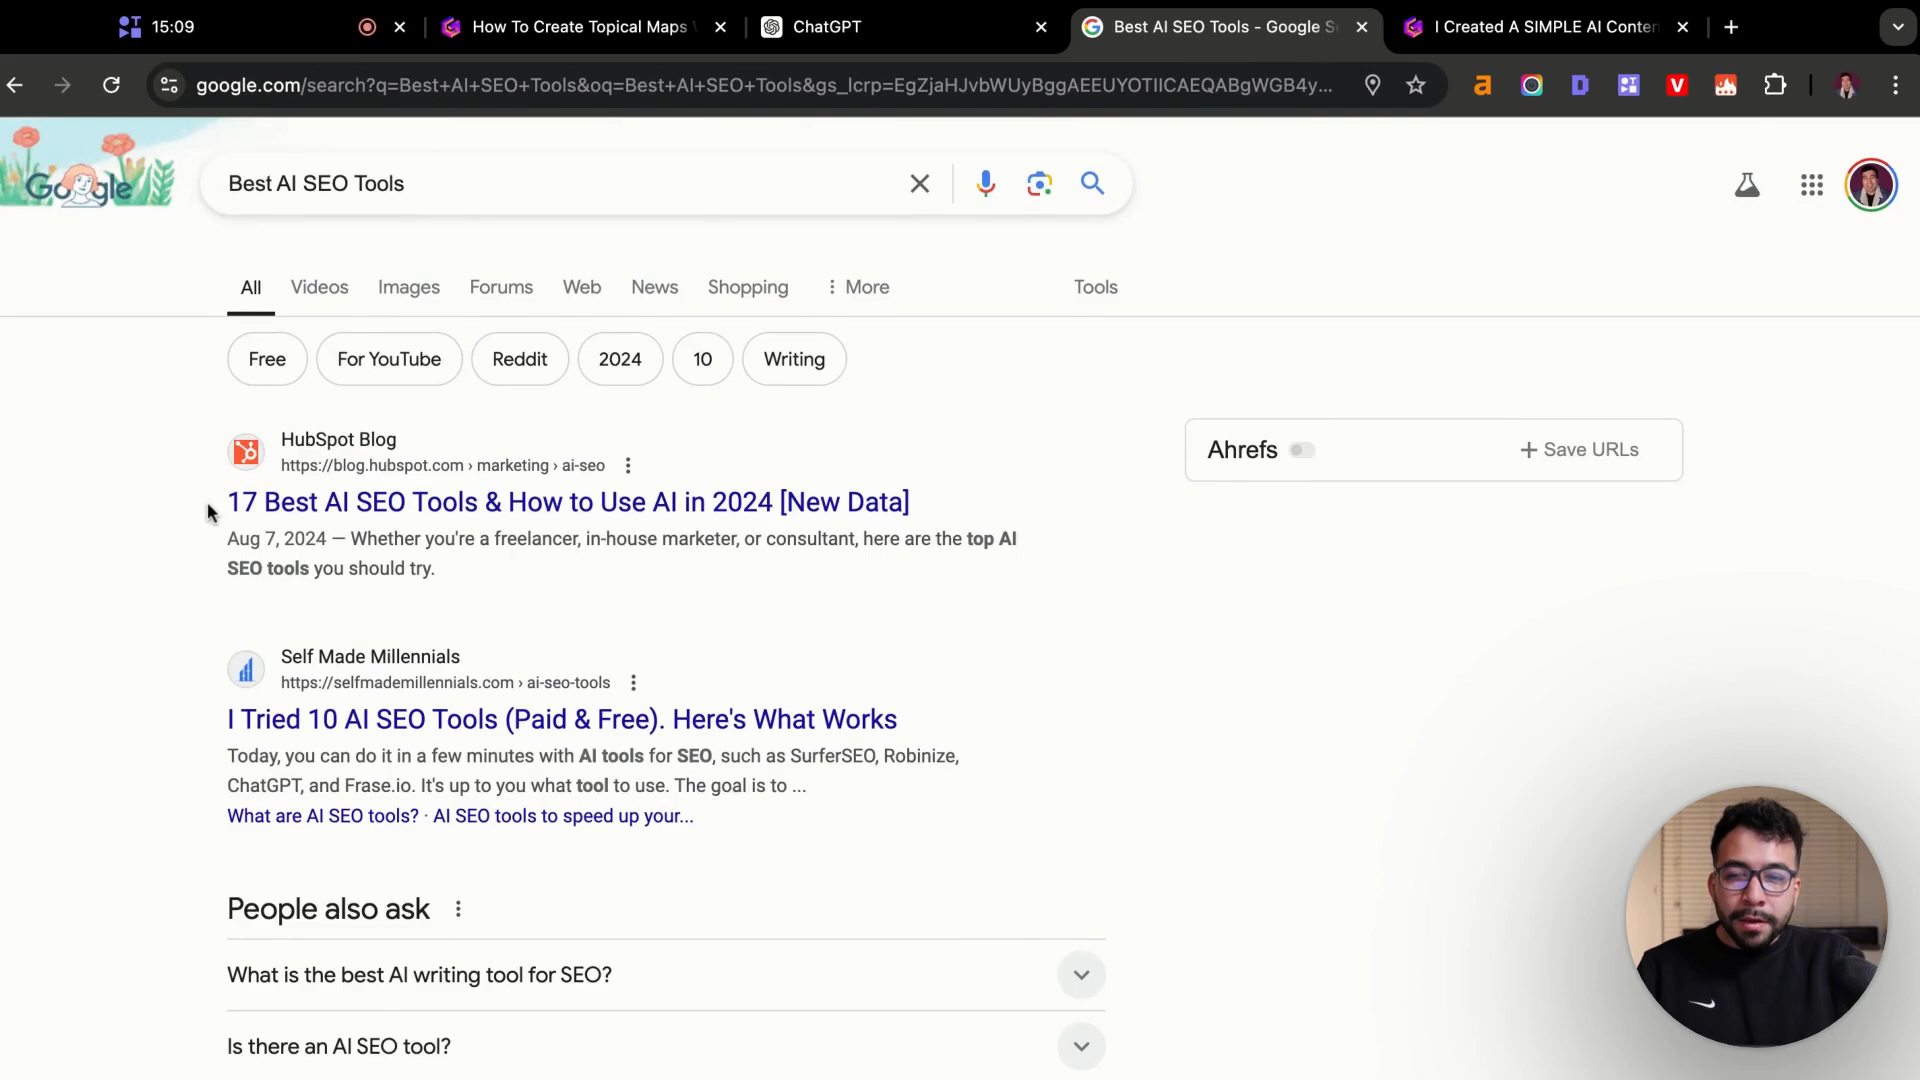 15:09
How To Create Topical Maps
ChatGPT
Best AI SEO Tools - Google S
I Created A SIMPLE AI Conten
google.com/search?q=Best+AI+SEO+Tools&oq=Best+AI+SEO+Tools&gs_lcrp=EgZjaHJvbWUyBggAEEUYOTIICAEQABgWGB4y...
Google
Best AI SEO Tools
All Videos Images Forums Web News Shopping More Tools
Free For YouTube Reddit 2024 10 Writing
HubSpot Blog
https://blog.hubspot.com › marketing › ai-seo
17 Best AI SEO Tools & How to Use AI in 2024 [New Data]
Aug 7, 2024 — Whether you're a freelancer, in-house marketer, or consultant, here are the top AI
SEO tools you should try.
Ahrefs + Save URLs
Self Made Millennials
https://selfmademillennials.com › ai-seo-tools
I Tried 10 AI SEO Tools (Paid & Free). Here's What Works
Today, you can do it in a few minutes with AI tools for SEO, such as SurferSEO, Robinize,
ChatGPT, and Frase.io. It's up to you what tool to use. The goal is to ...
What are AI SEO tools? · AI SEO tools to speed up your...
People also ask
What is the best AI writing tool for SEO?
Is there an AI SEO tool?